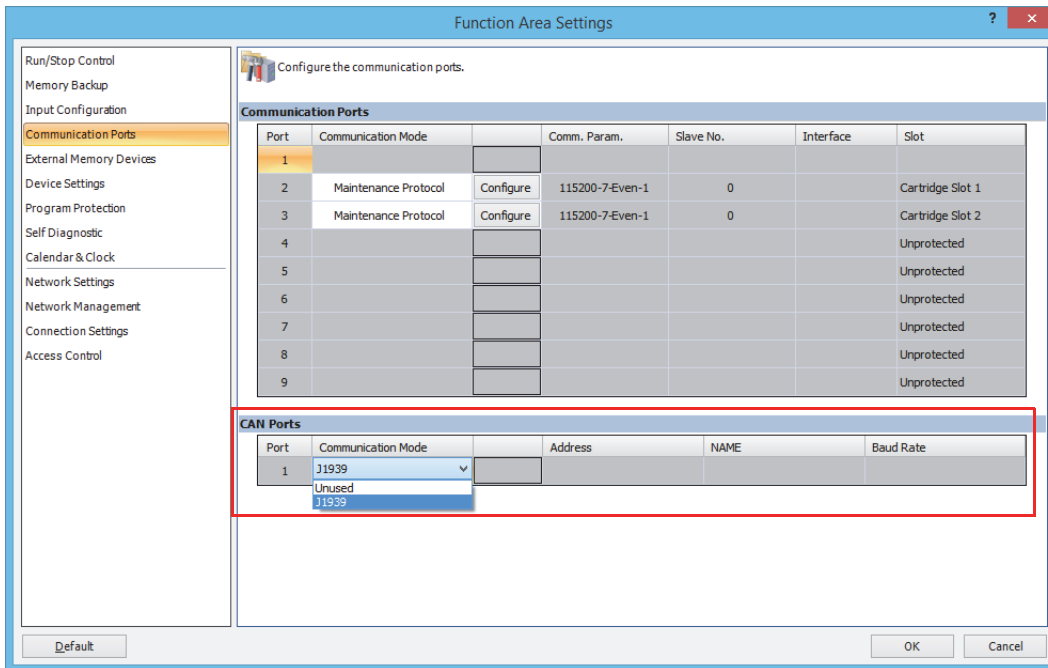 Function Area Settings
?
Run/Stop Control
Memory Backup
Input Configuration
Communication Ports
External Memory Devices
Device Settings
Program Protection
Self Diagnostic
Calendar & Clock
Network Settings
Network Management
Connection Settings
Access Control
Configure the communication ports.
Communication Ports
Port Communication Mode Comm. Param. Slave No. Interface Slot
1
2 Maintenance Protocol Configure 115200-7-Even-1 0 Cartridge Slot 1
3 Maintenance Protocol Configure 115200-7-Even-1 0 Cartridge Slot 2
4 Unprotected
5 Unprotected
6 Unprotected
7 Unprotected
8 Unprotected
9 Unprotected
CAN Ports
Port Communication Mode Address NAME Baud Rate
1 J1939
Unused
J1939
Default OK Cancel